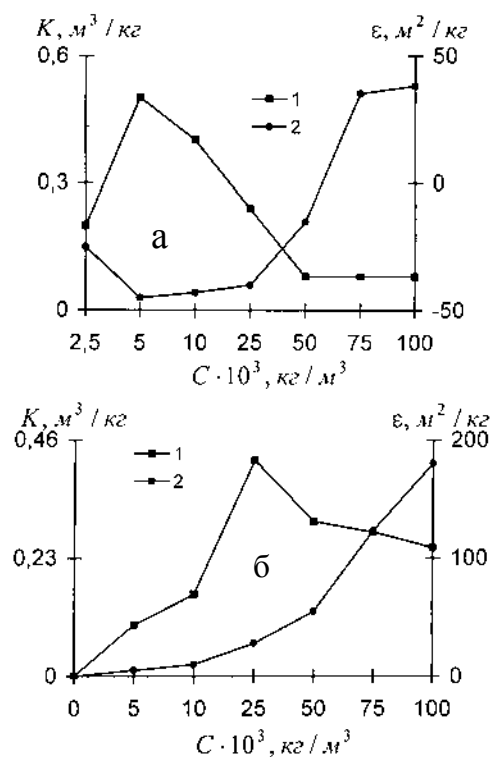 K, м³/кг ε, м²/кг
0,6 50
1
2
0,3 0
а
0 -50
2,5 5 10 25 50 75 100
C·10³, кг/м³
K, м³/кг ε, м²/кг
0,46 200
1
2
0,23 100
б
0 0
0 5 10 25 50 75 100
C·10³, кг/м³